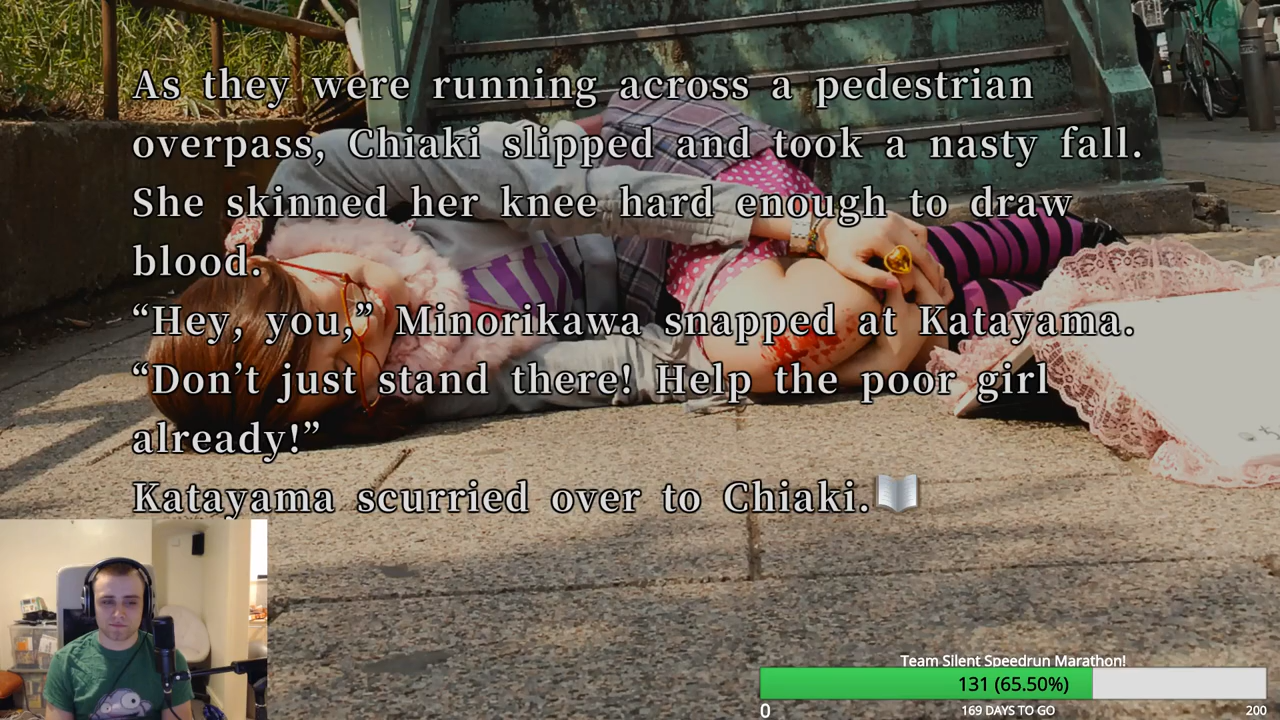 As they were running across a pedestrian
overpass, Chiaki slipped and took a nasty fall.
She skinned her knee hard enough to draw
blood.
“Hey, you,” Minorikawa snapped at Katayama.
“Don’t just stand there! Help the poor girl
already!”
Katayama scurried over to Chiaki.
Team Silent Speedrun Marathon!
131 (65.50%)
0 169 DAYS TO GO 200